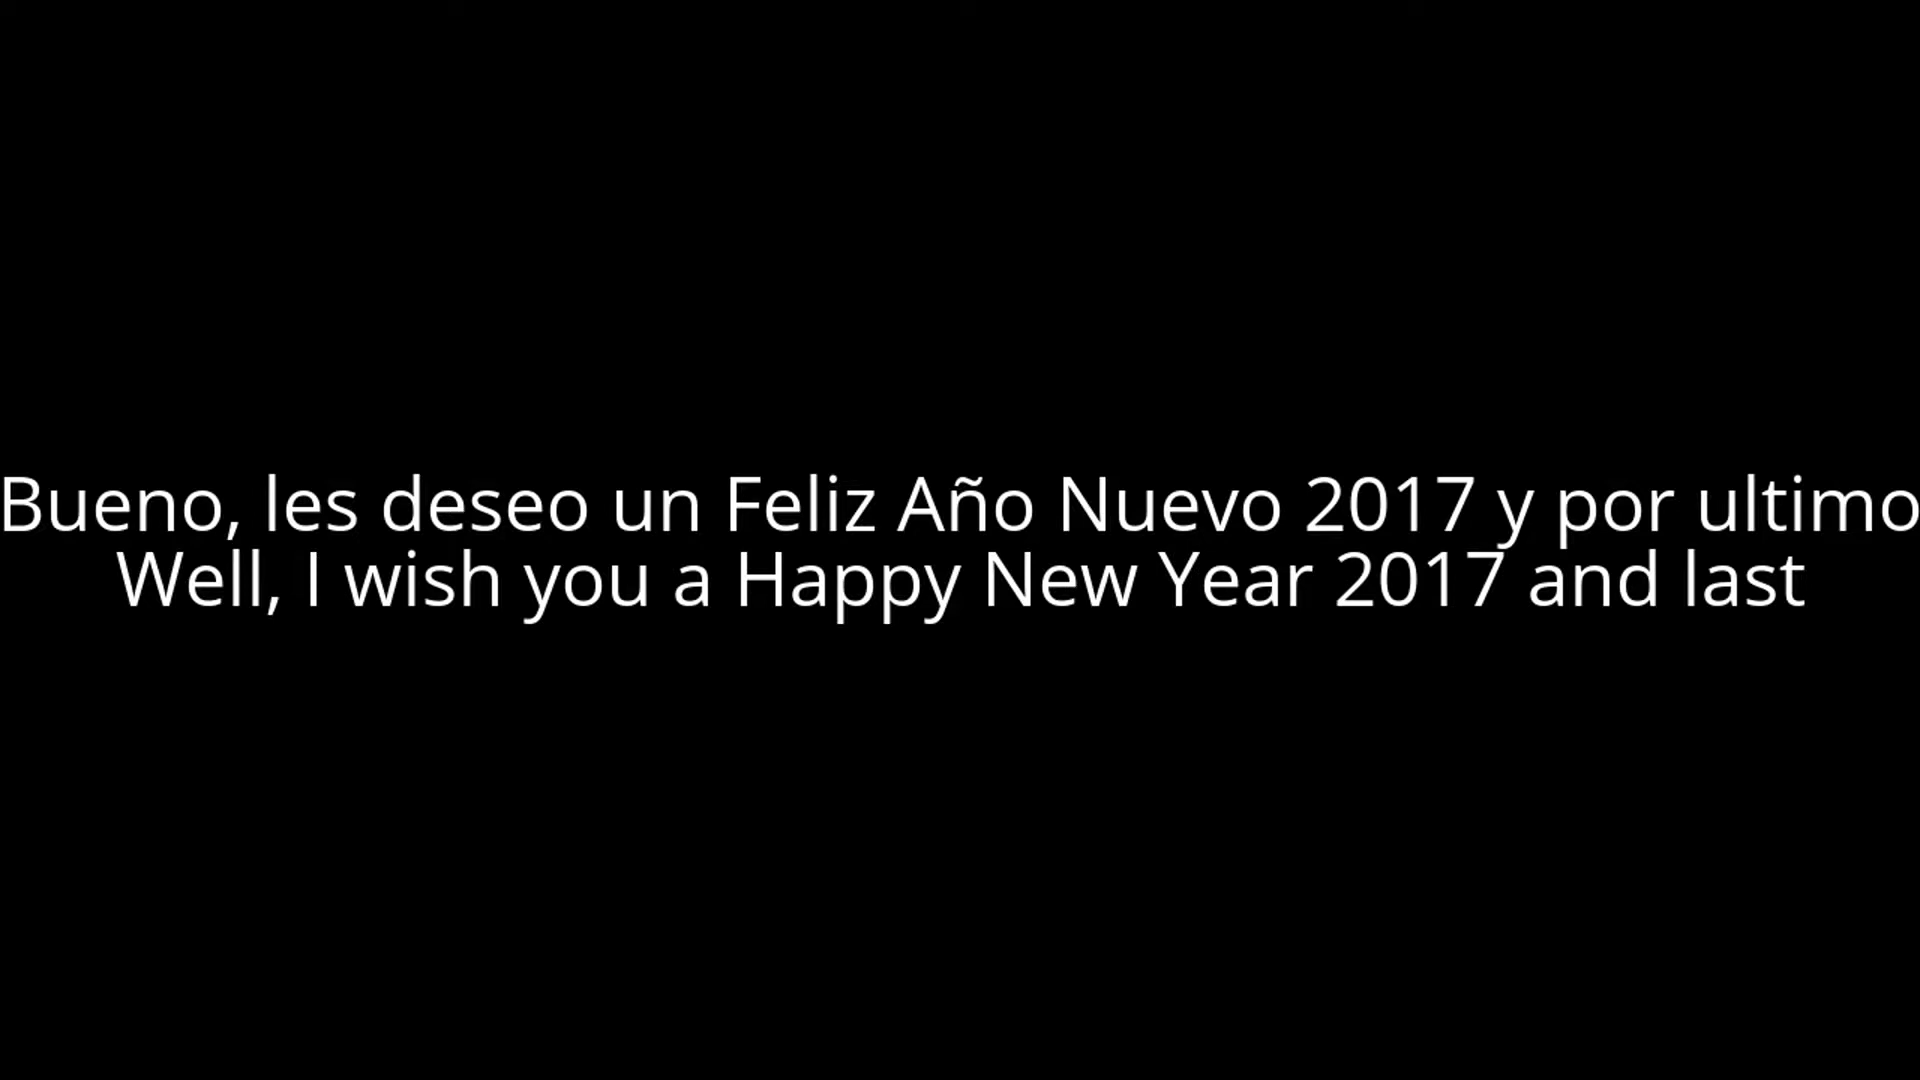 Bueno, les deseo un Feliz Año Nuevo 2017 y por ultimo
Well, I wish you a Happy New Year 2017 and last